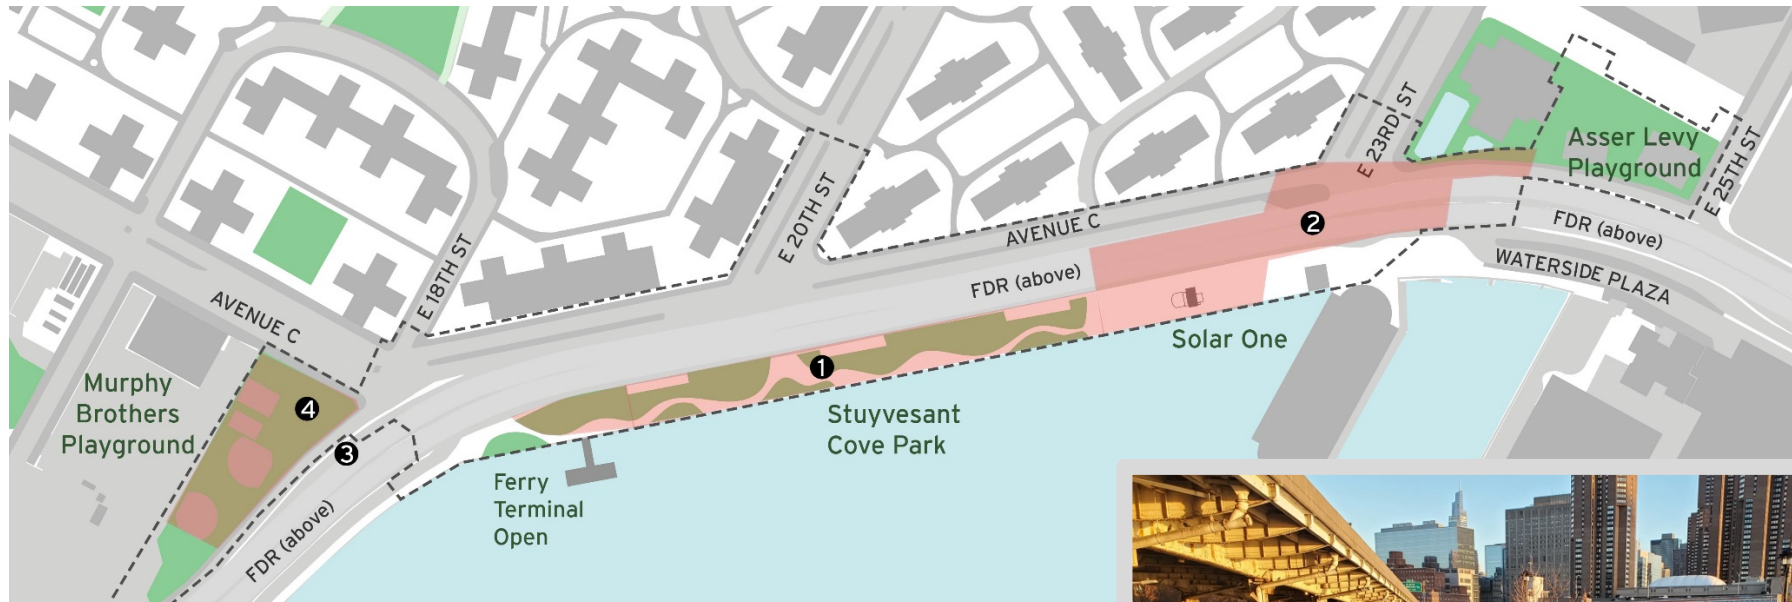 E 23RD ST
Asser Levy
Playground
E 25TH ST
E 20TH ST
AVENUE C
2
FDR (above)
WATERSIDE PLAZA
E 18TH ST
AVENUE C
FDR (above)
Solar One
1
Murphy
Brothers
Playground
4
Stuyvesant
Cove Park
3
Ferry
Terminal
Open
FDR (above)